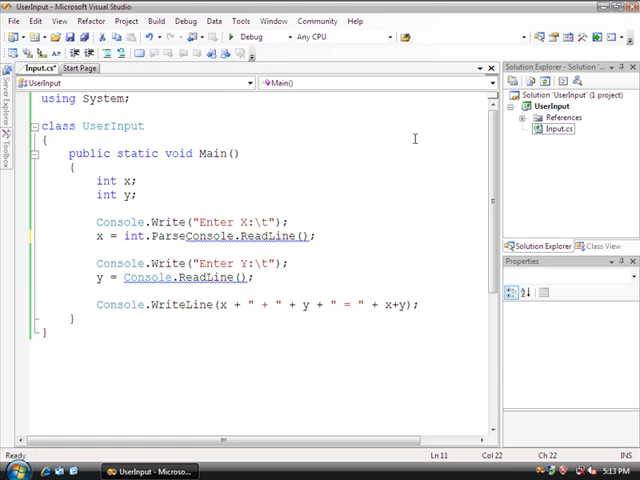 UserInput - Microsoft Visual Studio
File Edit View Refactor Project Build Debug Data Tools Window Community Help
Debug Any CPU
Input.cs* Start Page
UserInput Main()
using System;
class UserInput
{
public static void Main()
{
int x;
int y;
Console.Write("Enter X:\t");
x = int.ParseConsole.ReadLine();
Console.Write("Enter Y:\t");
y = Console.ReadLine();
Console.WriteLine(x + " + " + y + " = " + x+y);
}
}
Server Explorer
Toolbox
Solution Explorer - UserInput
Solution 'UserInput' (1 project)
UserInput
References
Input.cs
Solution Explorer Class View
Properties
Ready Ln 11 Col 22 Ch 22 INS
UserInput - Microso... 5:13 PM